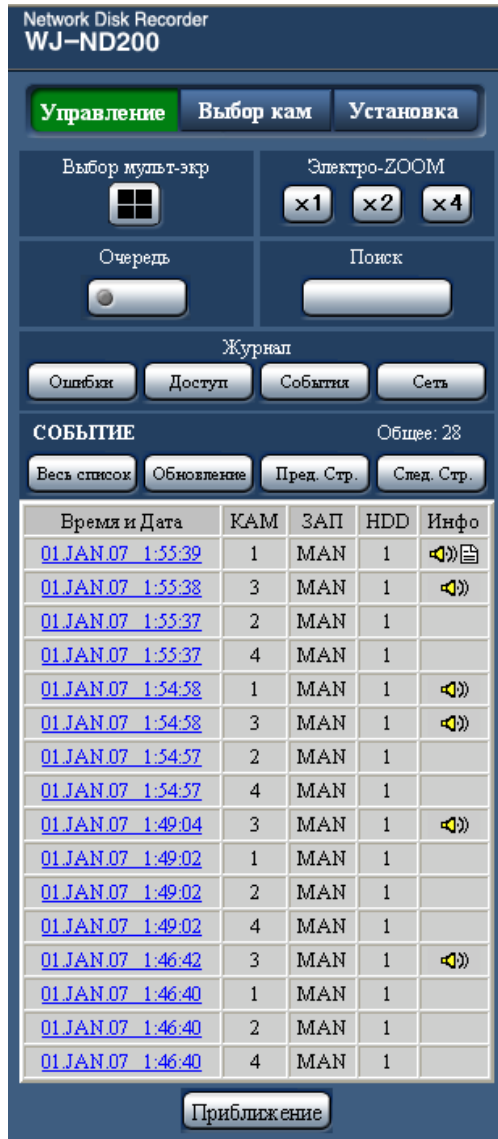 Network Disk Recorder
WJ-ND200
Управление Выбор кам Установка
Выбор мульт-экр Электро-ZOOM
×1 ×2 ×4
Очередь Поиск
Журнал
Ошибки Доступ События Сеть
СОБЫТИЕ Общее: 28
Весь список Обновление Пред. Стр. След. Стр.
Время и Дата КАМ ЗАП HDD Инфо
01.JAN.07 1:55:39 1 MAN 1
01.JAN.07 1:55:38 3 MAN 1
01.JAN.07 1:55:37 2 MAN 1
01.JAN.07 1:55:37 4 MAN 1
01.JAN.07 1:54:58 1 MAN 1
01.JAN.07 1:54:58 3 MAN 1
01.JAN.07 1:54:57 2 MAN 1
01.JAN.07 1:54:57 4 MAN 1
01.JAN.07 1:49:04 3 MAN 1
01.JAN.07 1:49:02 1 MAN 1
01.JAN.07 1:49:02 2 MAN 1
01.JAN.07 1:49:02 4 MAN 1
01.JAN.07 1:46:42 3 MAN 1
01.JAN.07 1:46:40 1 MAN 1
01.JAN.07 1:46:40 2 MAN 1
01.JAN.07 1:46:40 4 MAN 1
Приближение